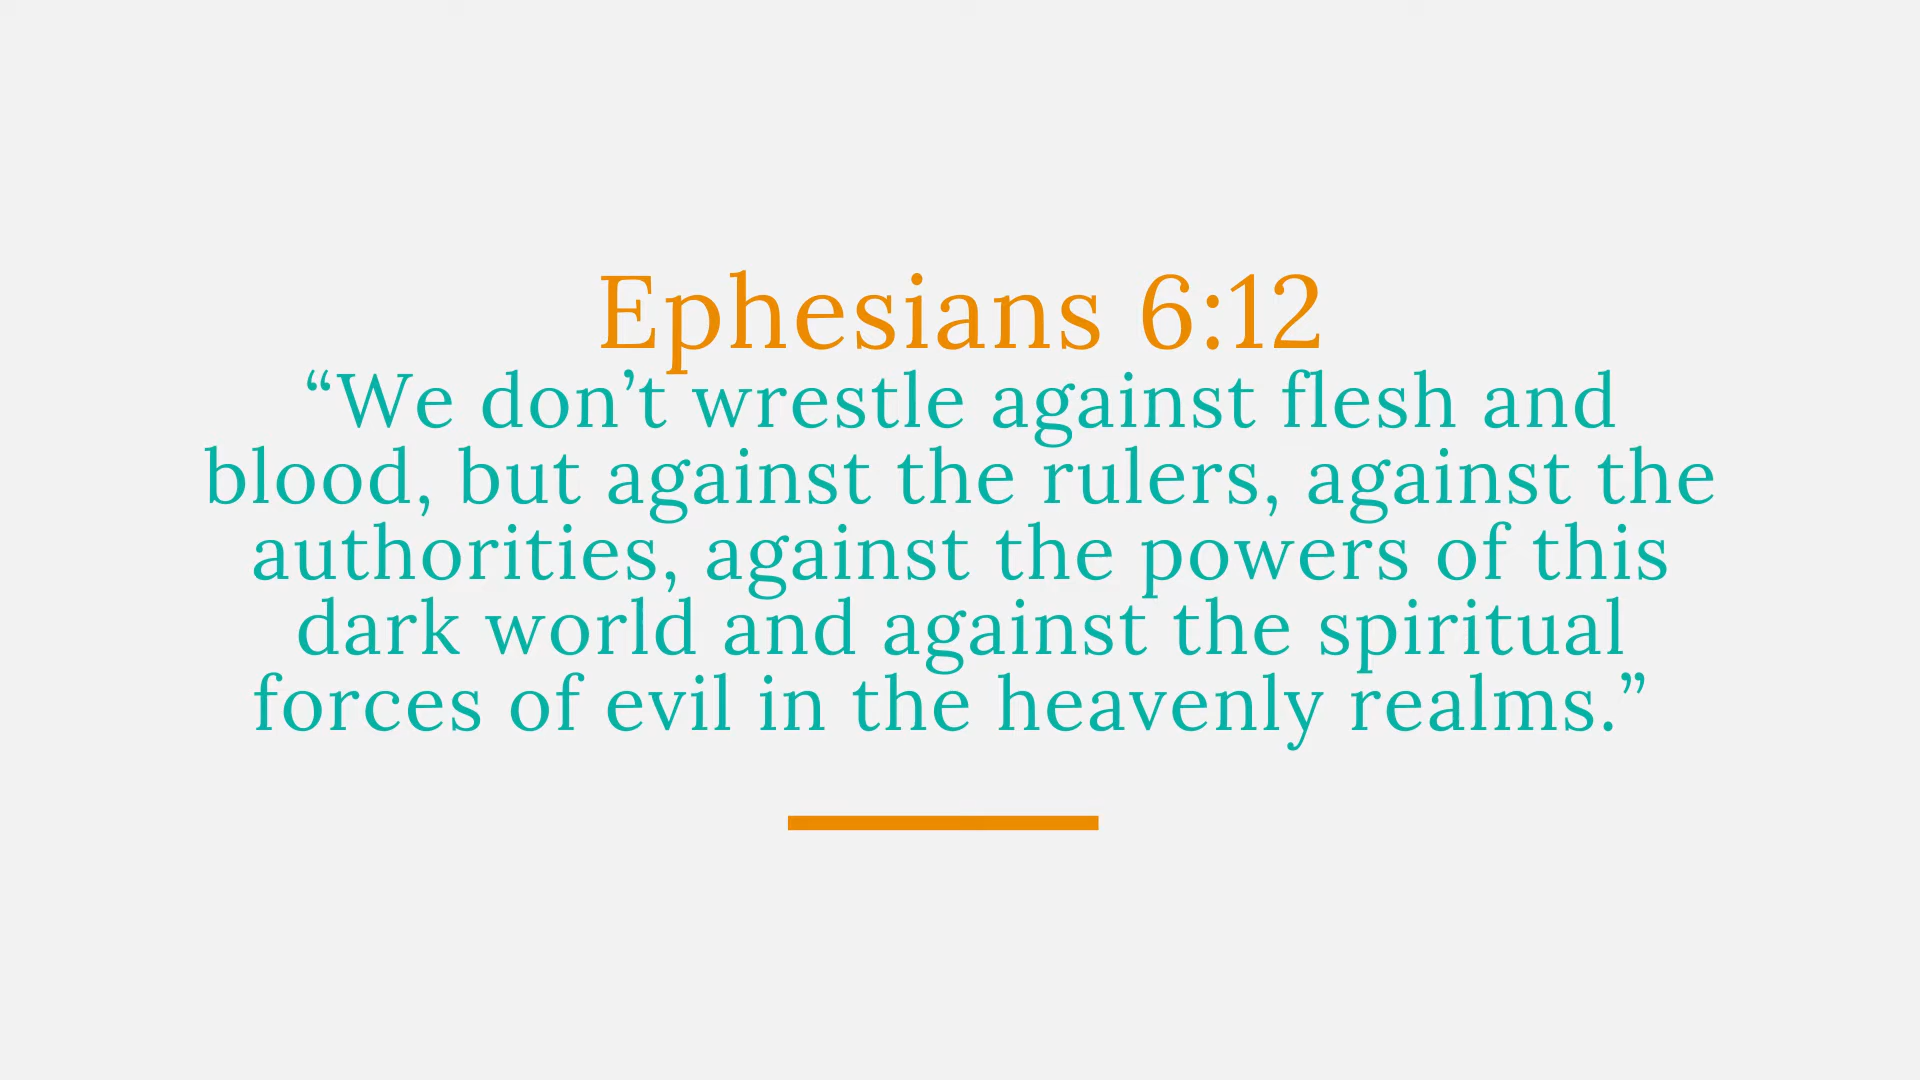 Ephesians 6:12
“We don’t wrestle against flesh and
blood, but against the rulers, against the
authorities, against the powers of this
dark world and against the spiritual
forces of evil in the heavenly realms.”